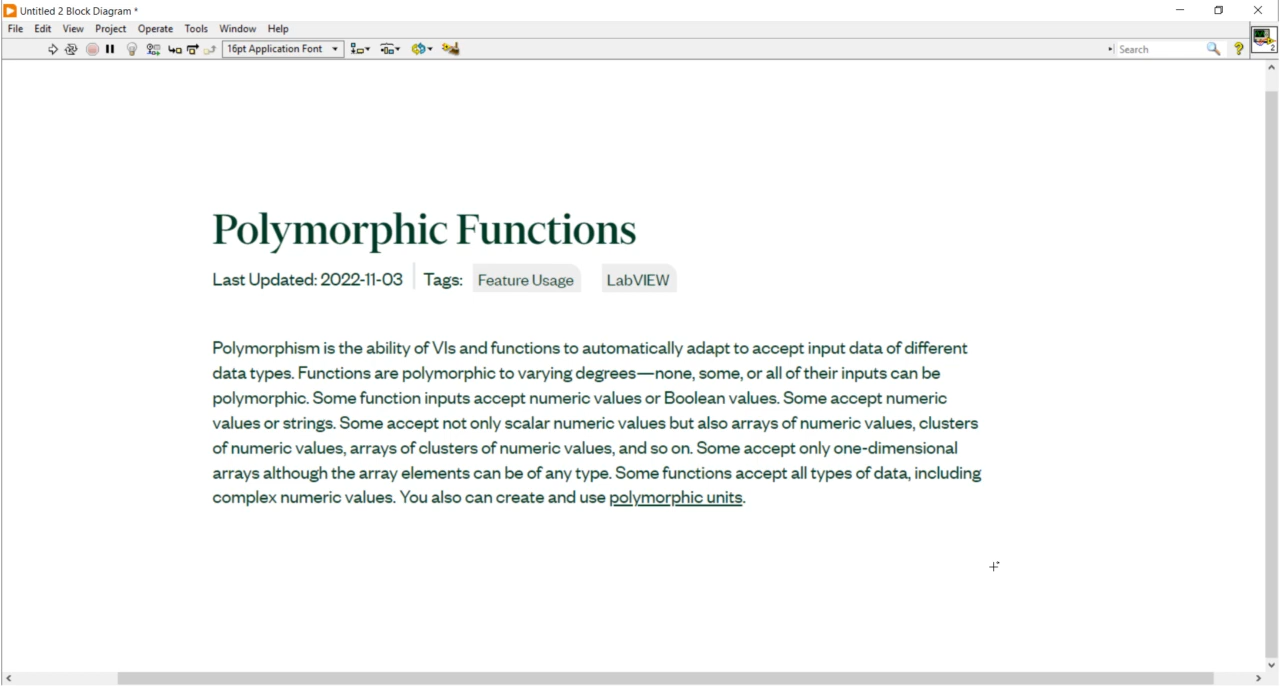 Untitled 2 Block Diagram *
File Edit View Project Operate Tools Window Help
16pt Application Font
Search
2
Polymorphic Functions
Last Updated: 2022-11-03 Tags: Feature Usage LabVIEW
Polymorphism is the ability of VIs and functions to automatically adapt to accept input data of different
data types. Functions are polymorphic to varying degrees—none, some, or all of their inputs can be
polymorphic. Some function inputs accept numeric values or Boolean values. Some accept numeric
values or strings. Some accept not only scalar numeric values but also arrays of numeric values, clusters
of numeric values, arrays of clusters of numeric values, and so on. Some accept only one-dimensional
arrays although the array elements can be of any type. Some functions accept all types of data, including
complex numeric values. You also can create and use polymorphic units.